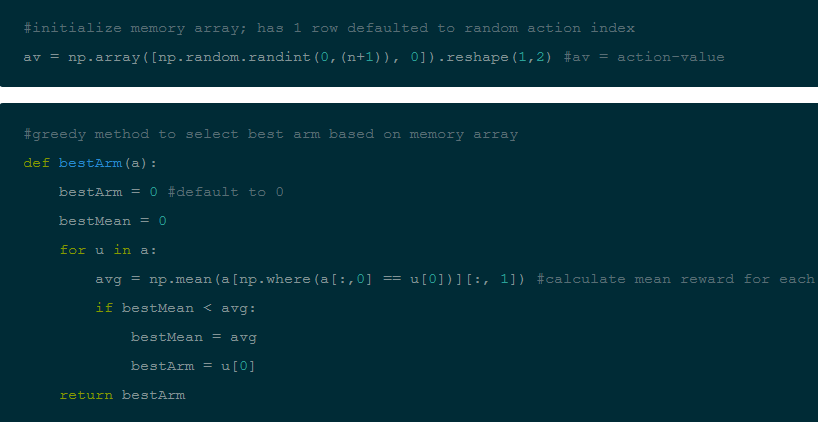 #initialize memory array; has 1 row defaulted to random action index
av = np.array([np.random.randint(0,(n+1)), 0]).reshape(1,2) #av = action-value
#greedy method to select best arm based on memory array
def bestArm(a):
    bestArm = 0 #default to 0
    bestMean = 0
    for u in a:
        avg = np.mean(a[np.where(a[:,0] == u[0])][:, 1]) #calculate mean reward for each
        if bestMean < avg:
            bestMean = avg
            bestArm = u[0]
    return bestArm